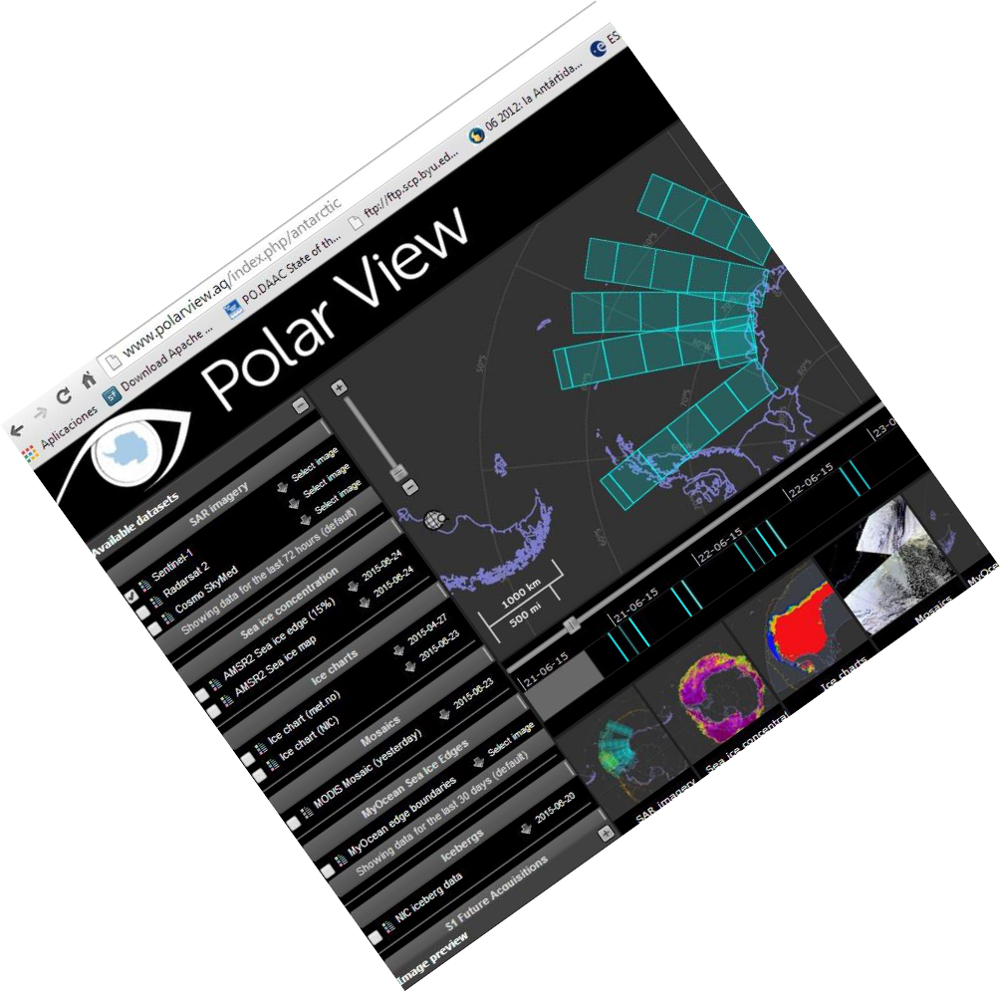 www.polarview.aq/index.php/antarctic
Aplicaciones
Download Apache ...
PO.DAAC State of th...
ftp://ftp.scp.byu.ed...
06 2012: la Antártida...
ES
Polar View
Available datasets
SAR imagery
Sentinel-1 Select image
Radarsat 2 Select image
Cosmo SkyMed Select image
Showing data for the last 72 hours (default)
Sea ice concentration
AMSR2 Sea ice edge (15%) 2015-06-24
AMSR2 Sea ice map 2015-06-24
Ice charts
Ice chart (met.no) 2015-04-27
Ice chart (NIC) 2015-06-23
Mosaics
MODIS Mosaic (yesterday) 2015-06-23
MyOcean Sea Ice Edges
MyOcean edge boundaries Select image
Showing data for the last 30 days (default)
Icebergs
NIC iceberg data 2015-06-20
S1 Future Acquisitions
Image preview
1000 km
500 mi
21-06-15
21-06-15
22-06-15
22-06-15
23-0
SAR imagery
Sea ice concentrat
Ice charts
Mosaics
MyOce